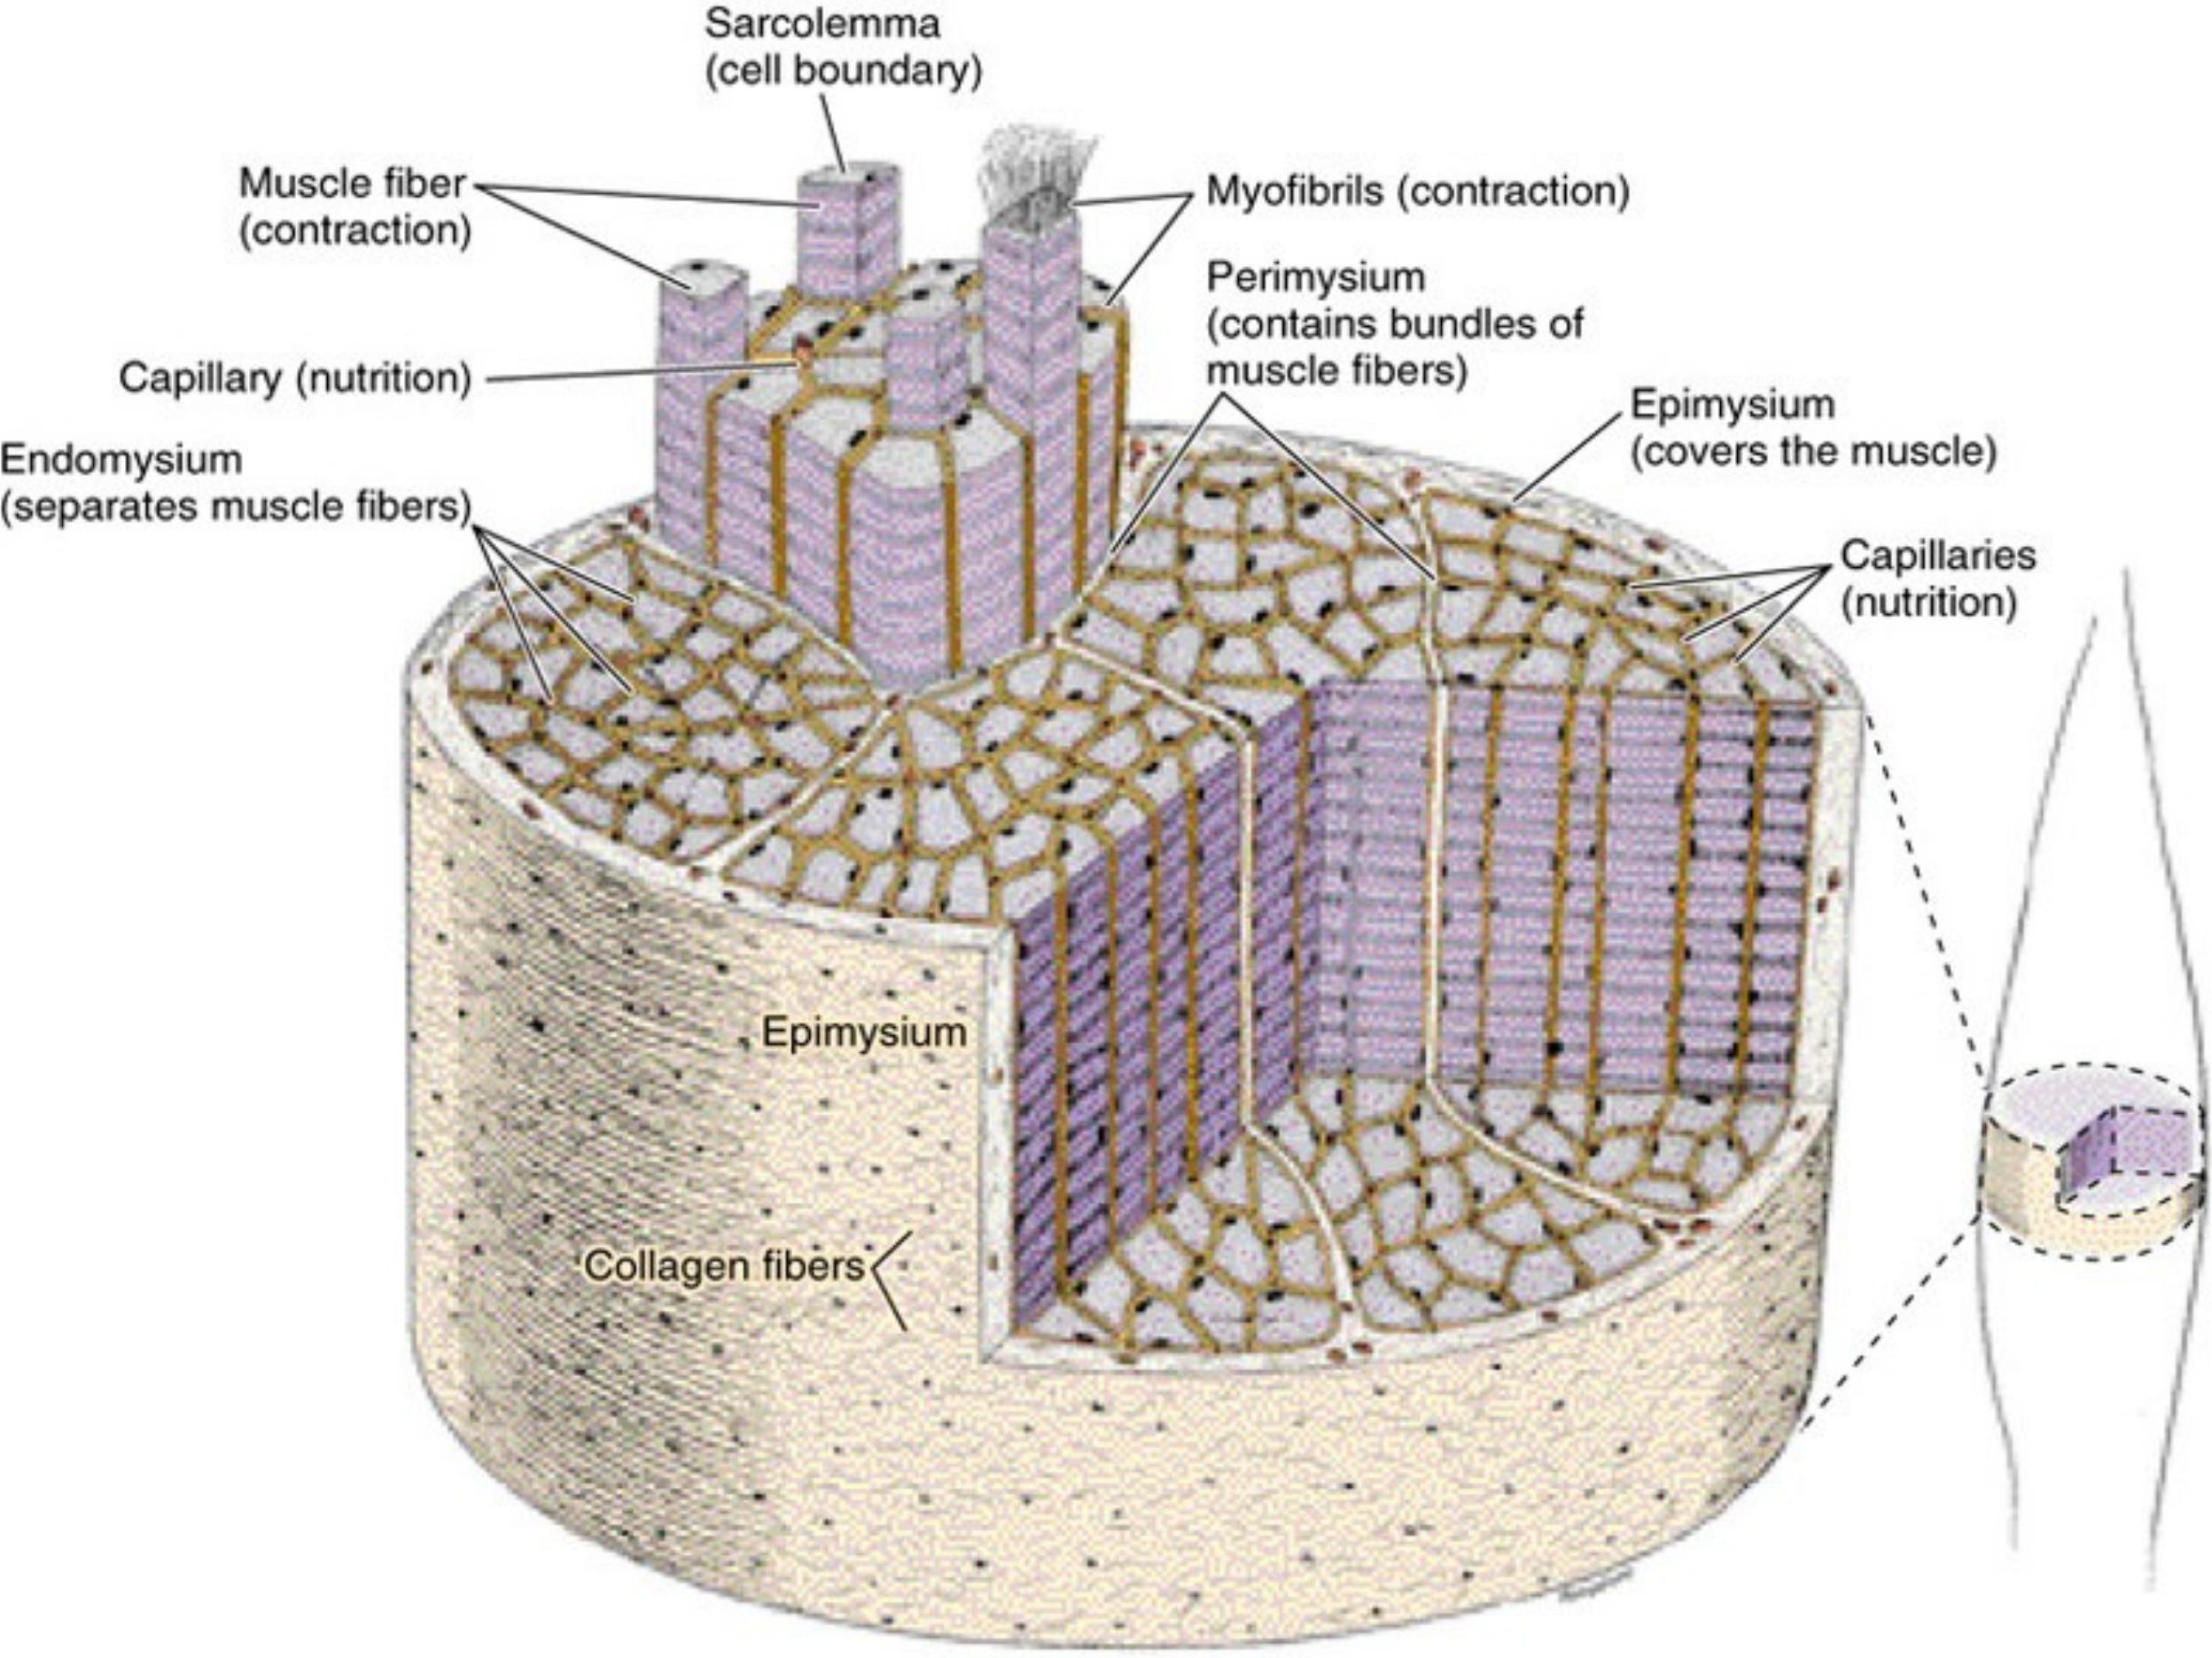 Sarcolemma
(cell boundary)
Muscle fiber
(contraction)
Myofibrils (contraction)
Perimysium
(contains bundles of
muscle fibers)
Capillary (nutrition)
Epimysium
(covers the muscle)
Endomysium
(separates muscle fibers)
Capillaries
(nutrition)
Epimysium
Collagen fibers